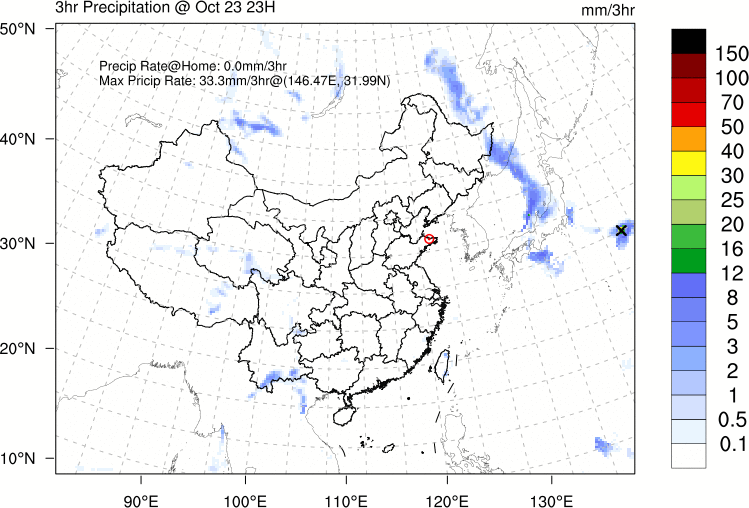 3hr Precipitation @ Oct 23 23H
mm/3hr
Precip Rate@Home: 0.0mm/3hr
Max Pricip Rate: 33.3mm/3hr@(146.47E, 31.99N)
50°N
40°N
30°N
20°N
10°N
90°E 100°E 110°E 120°E 130°E
150
100
70
50
40
30
25
20
16
12
8
5
3
2
1
0.5
0.1